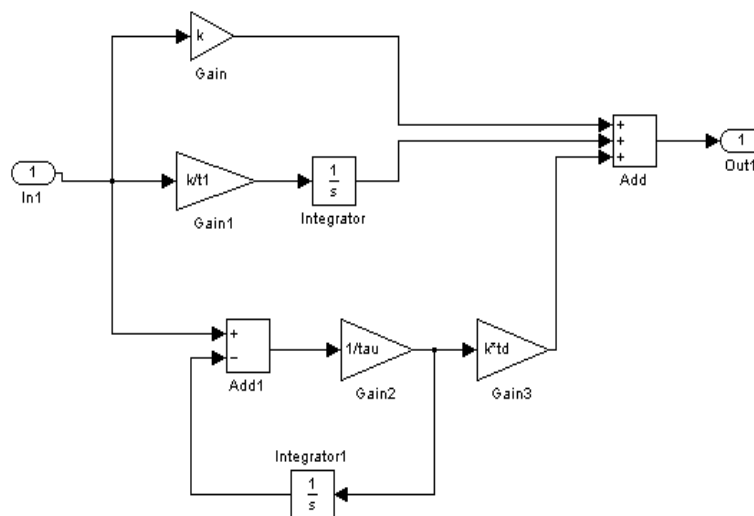 k
Gain
+
+
+
1
Add
Out1
1
In1
k/t1
Gain1
1
s
Integrator
+
−
Add1
1/tau
Gain2
k*td
Gain3
Integrator1
1
s